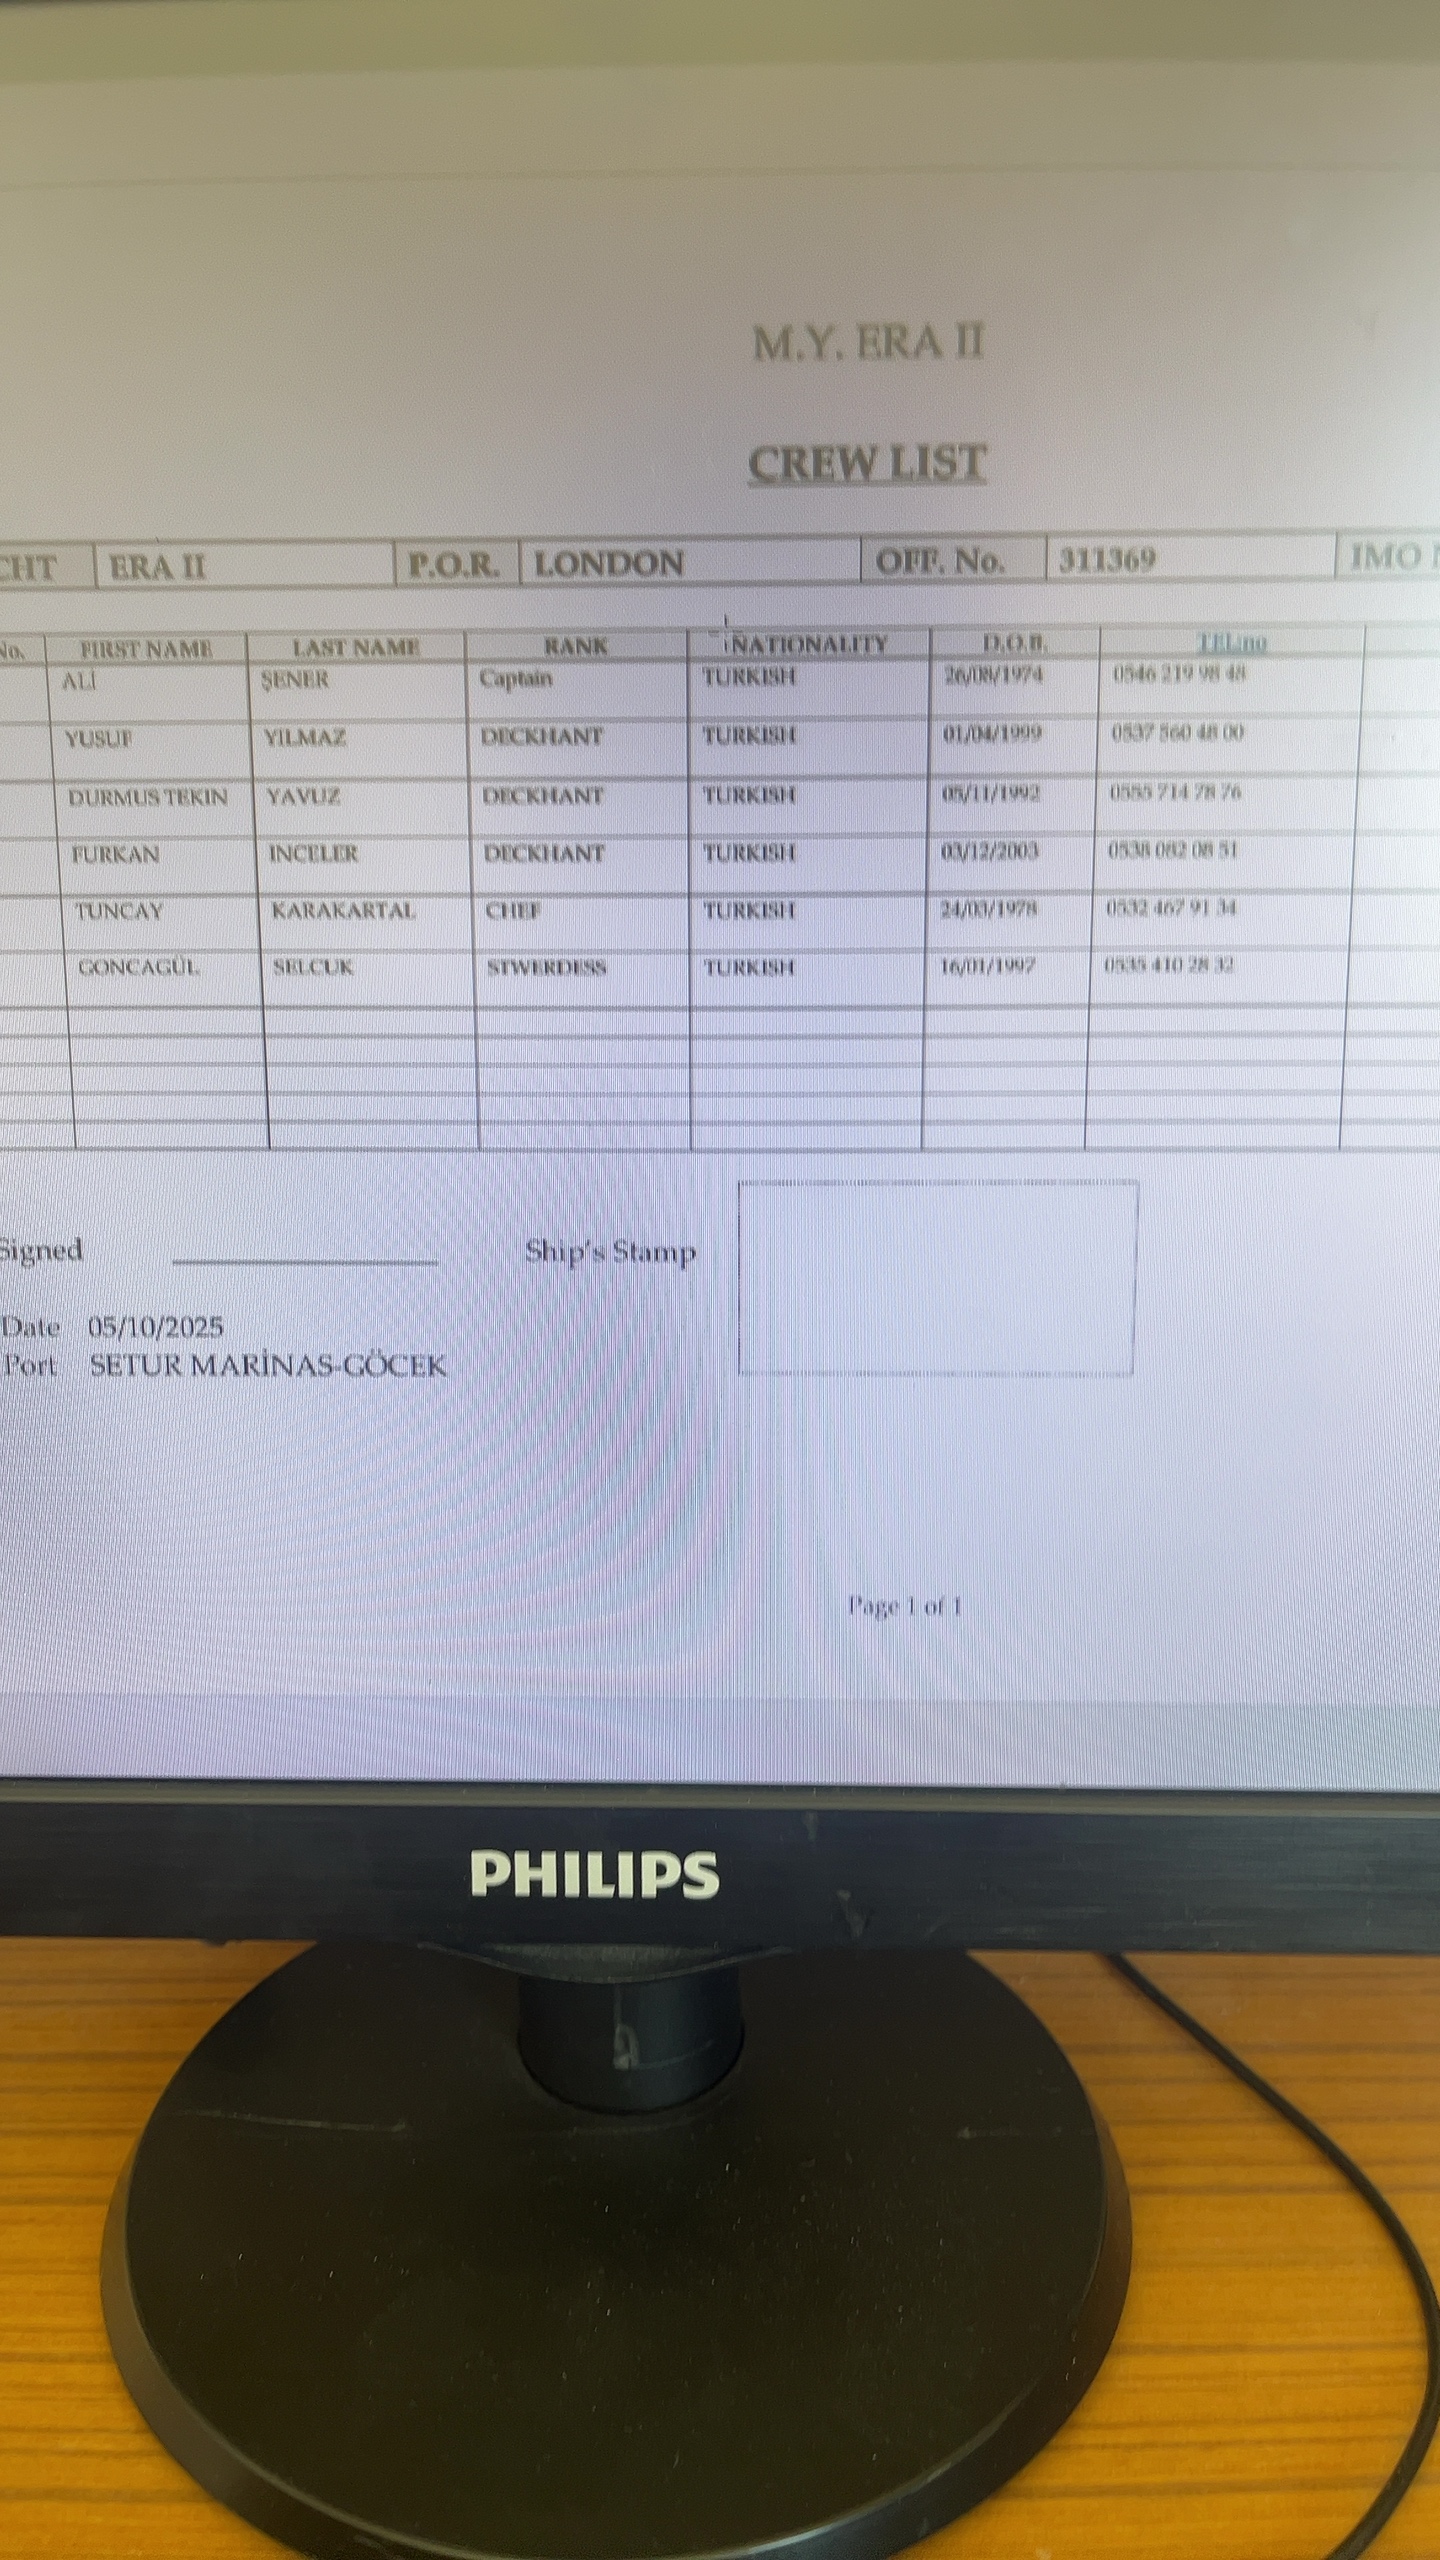 M.Y. ERA II
CREW LIST
CHT ERA II P.O.R. LONDON OFF. No. 311369 IMO
No. FIRST NAME LAST NAME RANK NATIONALITY D.O.B. TEL:no
ALİ ŞENER Captain TURKISH 26/08/1974 0546 219 98 48
YUSUF YILMAZ DECKHANT TURKISH 01/04/1999 0537 560 48 00
DURMUS TEKIN YAVUZ DECKHANT TURKISH 05/11/1992 0555 714 78 76
FURKAN INCELER DECKHANT TURKISH 03/12/2003 0538 082 08 51
TUNCAY KARAKARTAL CHEF TURKISH 24/03/1978 0532 467 91 34
GONCAGÜL SELCUK STWERDESS TURKISH 16/01/1997 0535 410 28 32
Signed Ship's Stamp
Date 05/10/2025
Port SETUR MARİNAS-GÖCEK
Page 1 of 1
PHILIPS